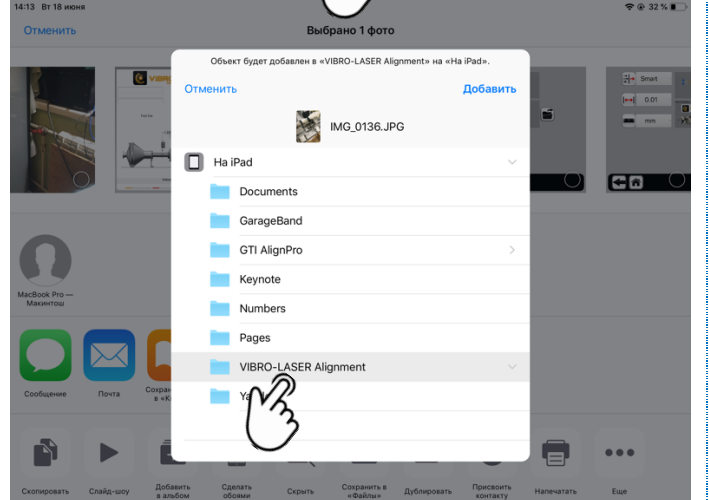 14:13 Вт 18 июня
32 %
Отменить
Выбрано 1 фото
Объект будет добавлен в «VIBRO-LASER Alignment» на «На iPad».
Отменить
Добавить
IMG_0136.JPG
На iPad
Documents
GarageBand
GTI AlignPro
Keynote
Numbers
Pages
VIBRO-LASER Alignment
Smart
0.01
mm
MacBook Pro —
Макинтош
Сообщение
Почта
Скопировать
Слайд-шоу
Добавить
в альбом
Сделать
обоями
Скрыть
Сохранить в
«Файлы»
Дублировать
Присвоить
контакту
Напечатать
Еще